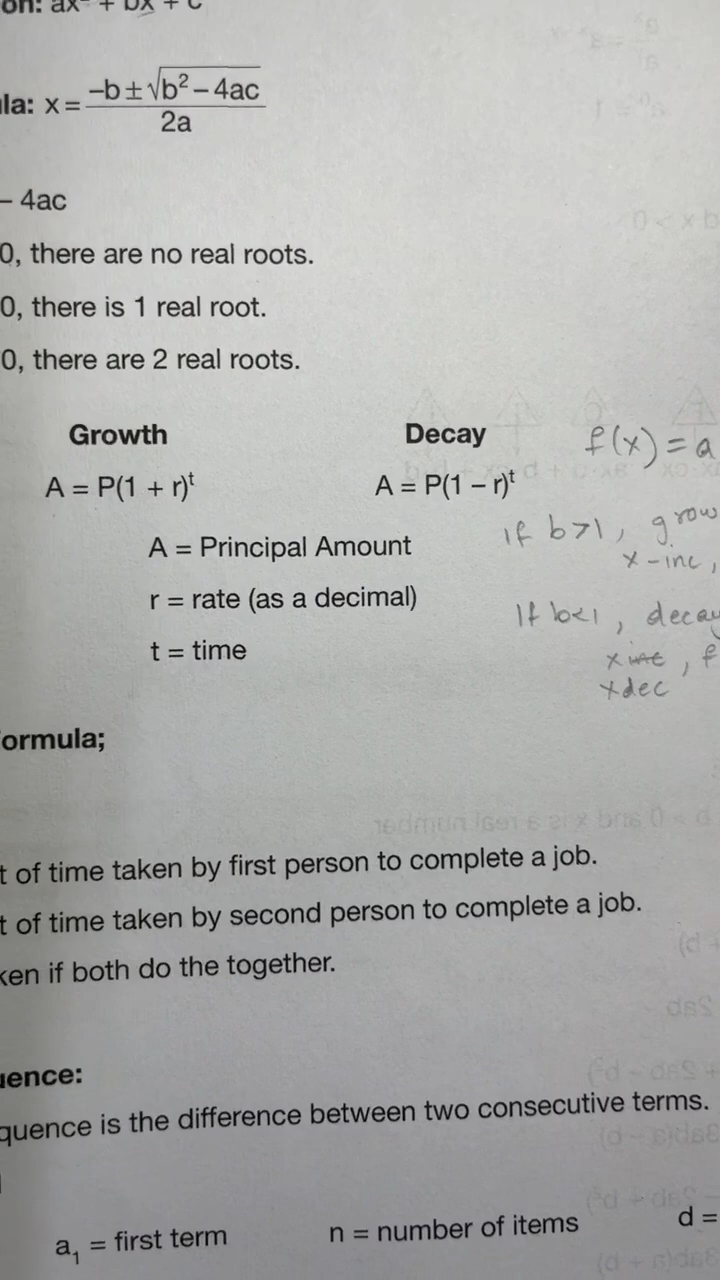 on: ax² + bx + c
la: x = (-b ± √(b² – 4ac)) / 2a
– 4ac
0, there are no real roots.
0, there is 1 real root.
0, there are 2 real roots.
Growth Decay
A = P(1 + r)ᵗ A = P(1 – r)ᵗ
f(x) = a
A = Principal Amount
if b>1, grow
x-inc,
r = rate (as a decimal)
If b<1, decay
t = time
x inc, f
x dec
ormula;
t of time taken by first person to complete a job.
t of time taken by second person to complete a job.
ken if both do the together.
uence:
quence is the difference between two consecutive terms.
a₁ = first term n = number of items d =